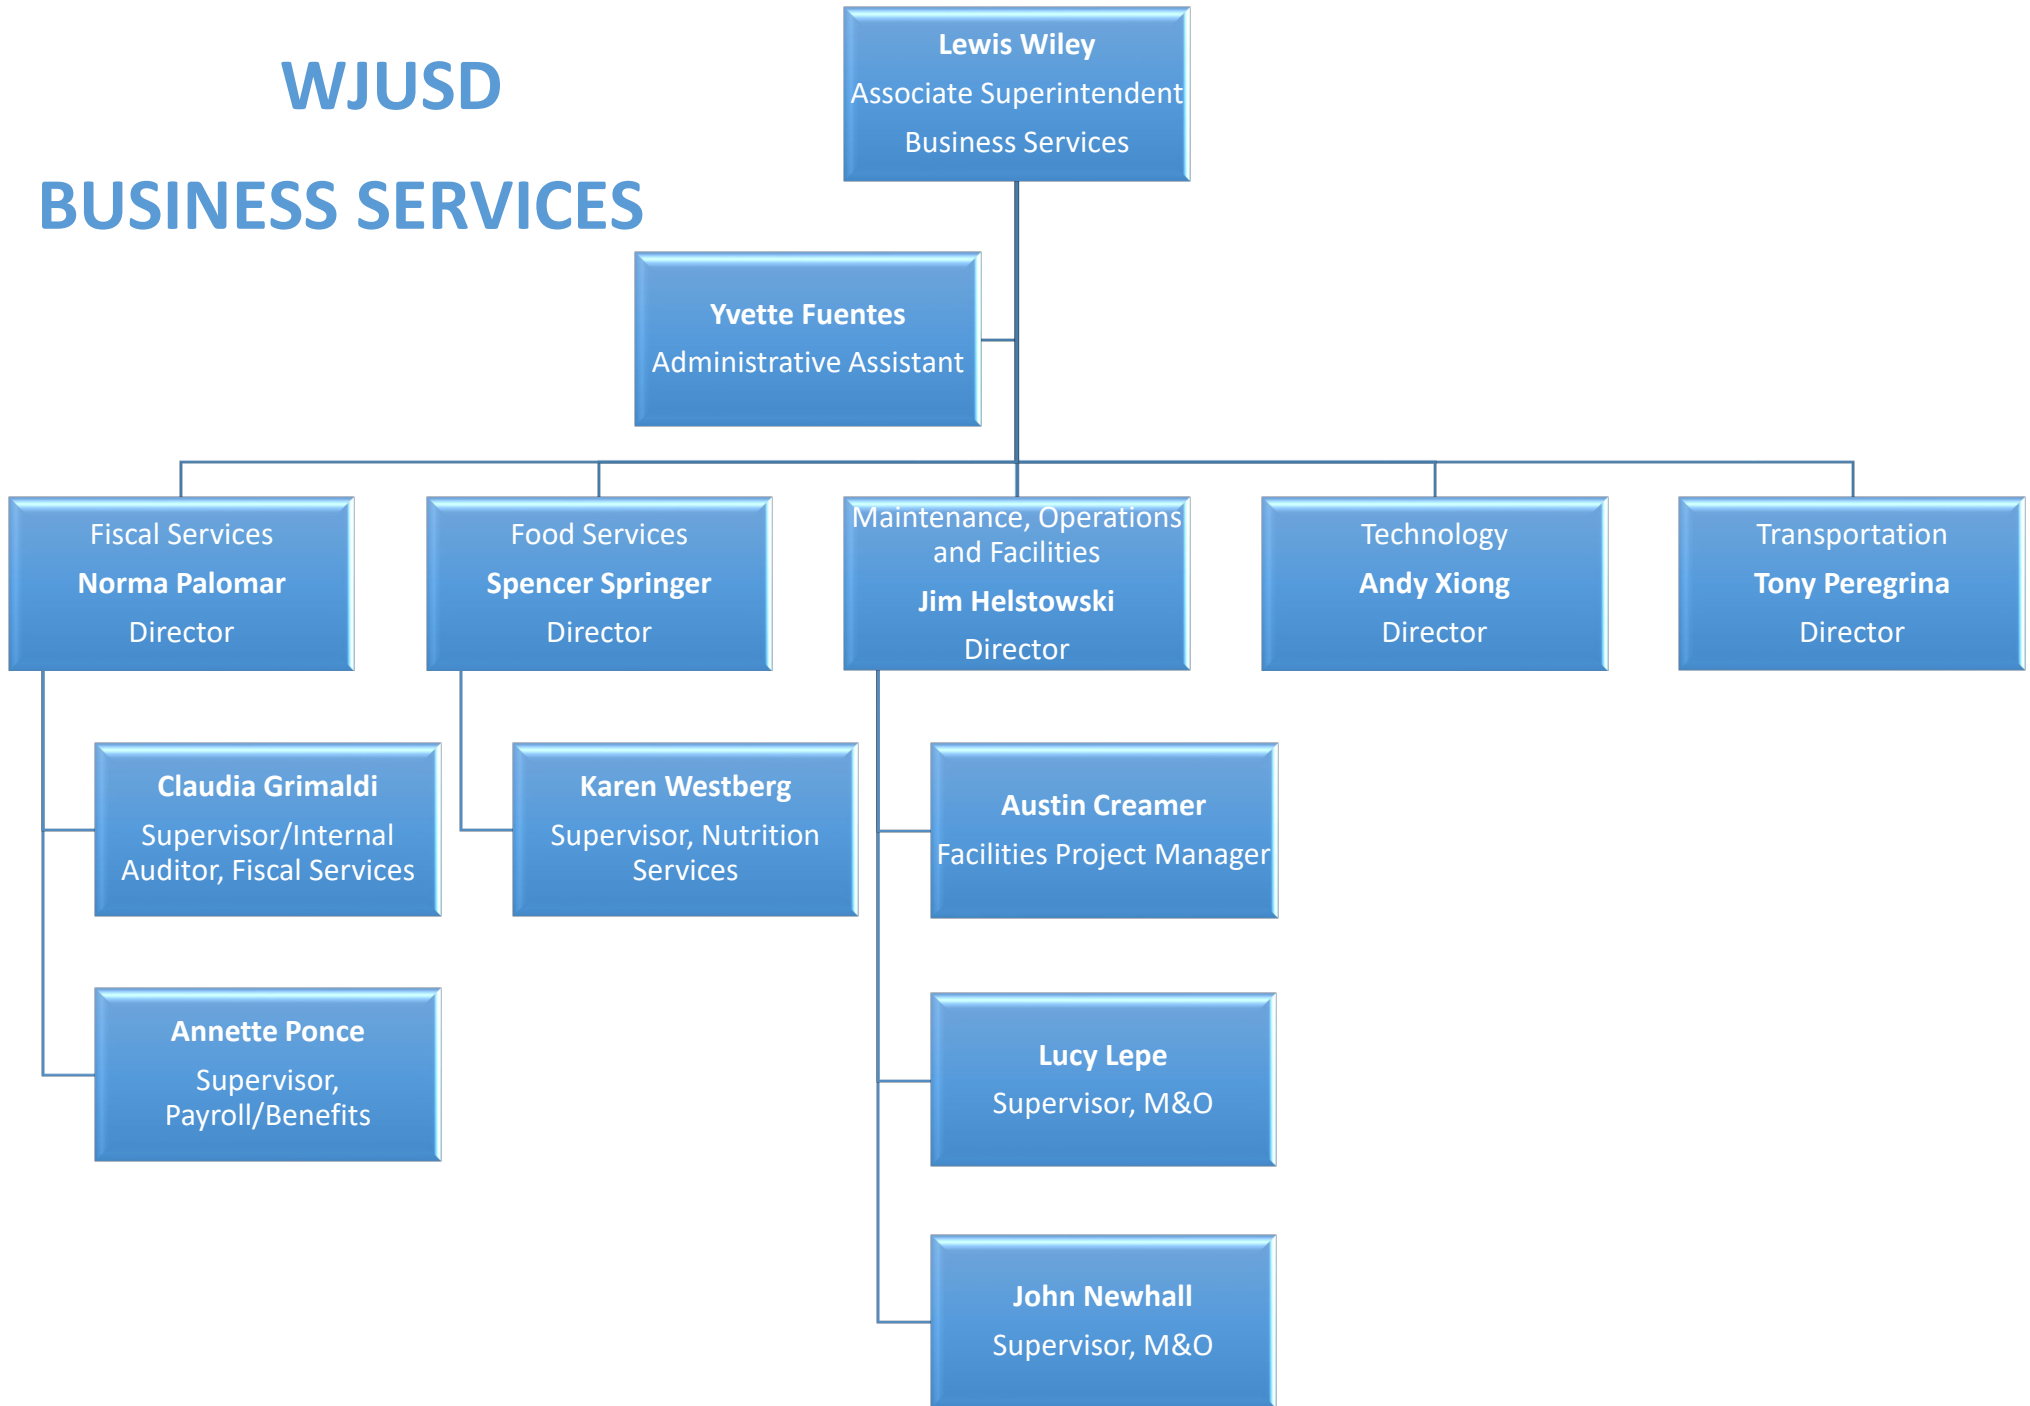 WJUSD
BUSINESS SERVICES
Lewis Wiley
Associate Superintendent
Business Services
Yvette Fuentes
Administrative Assistant
Fiscal Services
Norma Palomar
Director
Food Services
Spencer Springer
Director
Maintenance, Operations
and Facilities
Jim Helstowski
Director
Technology
Andy Xiong
Director
Transportation
Tony Peregrina
Director
Claudia Grimaldi
Supervisor/Internal
Auditor, Fiscal Services
Karen Westberg
Supervisor, Nutrition
Services
Austin Creamer
Facilities Project Manager
Annette Ponce
Supervisor,
Payroll/Benefits
Lucy Lepe
Supervisor, M&O
John Newhall
Supervisor, M&O